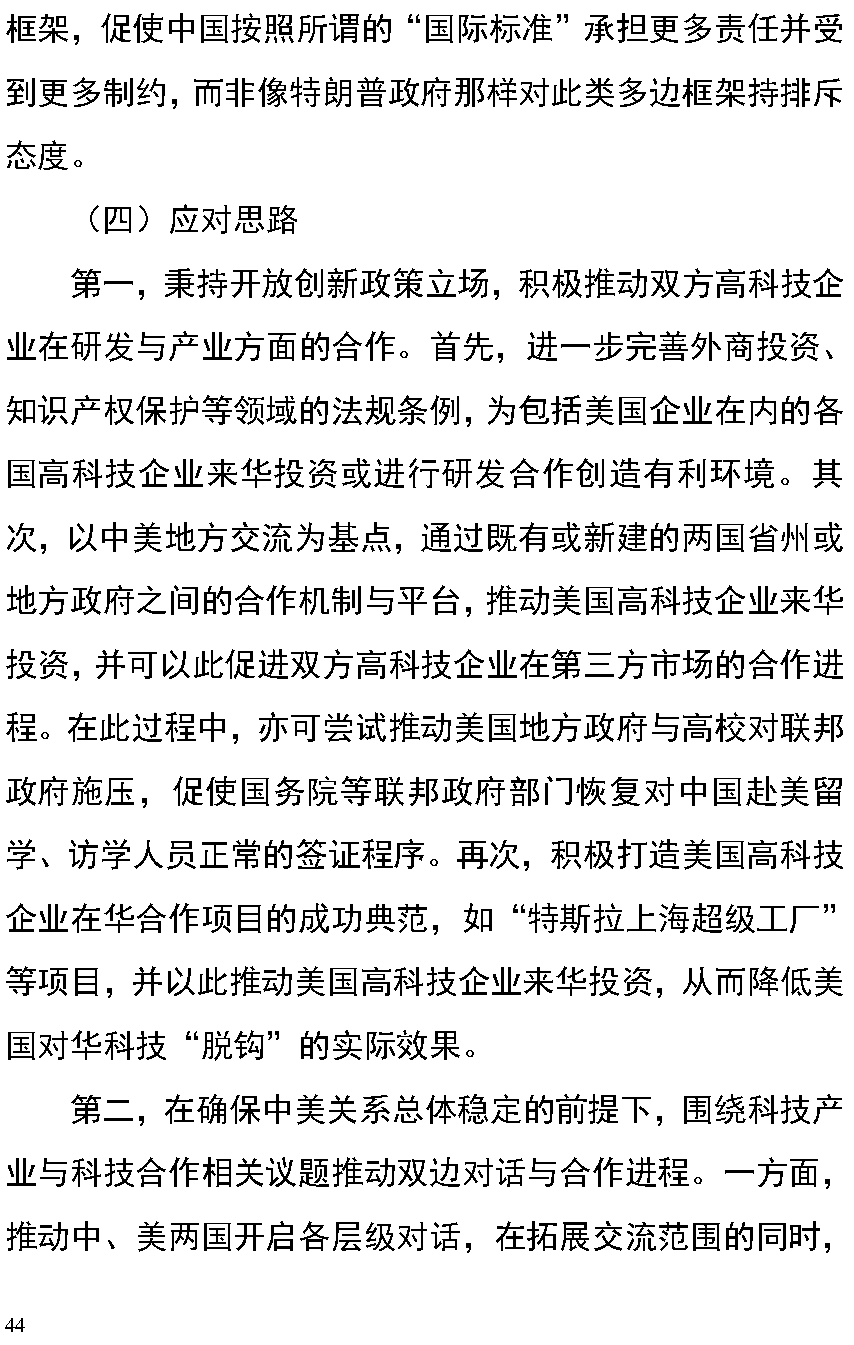 框架，促使中国按照所谓的“国际标准”承担更多责任并受
到更多制约，而非像特朗普政府那样对此类多边框架持排斥
态度。
（四）应对思路
第一，秉持开放创新政策立场，积极推动双方高科技企
业在研发与产业方面的合作。首先，进一步完善外商投资、
知识产权保护等领域的法规条例，为包括美国企业在内的各
国高科技企业来华投资或进行研发合作创造有利环境。其
次，以中美地方交流为基点，通过既有或新建的两国省州或
地方政府之间的合作机制与平台，推动美国高科技企业来华
投资，并可以此促进双方高科技企业在第三方市场的合作进
程。在此过程中，亦可尝试推动美国地方政府与高校对联邦
政府施压，促使国务院等联邦政府部门恢复对中国赴美留
学、访学人员正常的签证程序。再次，积极打造美国高科技
企业在华合作项目的成功典范，如“特斯拉上海超级工厂”
等项目，并以此推动美国高科技企业来华投资，从而降低美
国对华科技“脱钩”的实际效果。
第二，在确保中美关系总体稳定的前提下，围绕科技产
业与科技合作相关议题推动双边对话与合作进程。一方面，
推动中、美两国开启各层级对话，在拓展交流范围的同时，
44